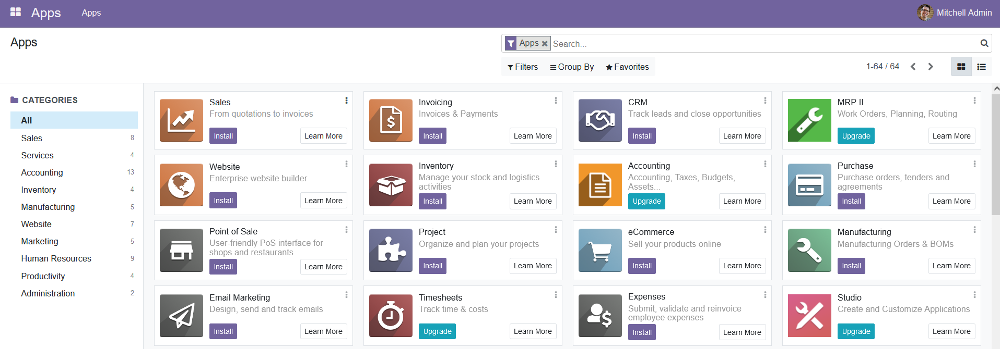 Apps
Apps
Mitchell Admin
Apps
Apps
Search...
Filters
Group By
Favorites
1-64 / 64
CATEGORIES
All
Sales 8
Services 4
Accounting 13
Inventory 4
Manufacturing 5
Website 7
Marketing 5
Human Resources 9
Productivity 4
Administration 2
Sales
From quotations to invoices
Install
Learn More
Invoicing
Invoices & Payments
Install
Learn More
CRM
Track leads and close opportunities
Install
Learn More
MRP II
Work Orders, Planning, Routing
Upgrade
Learn More
Website
Enterprise website builder
Install
Learn More
Inventory
Manage your stock and logistics
activities
Install
Learn More
Accounting
Accounting, Taxes, Budgets,
Assets...
Upgrade
Learn More
Purchase
Purchase orders, tenders and
agreements
Install
Learn More
Point of Sale
User-friendly PoS interface for
shops and restaurants
Install
Learn More
Project
Organize and plan your projects
Install
Learn More
eCommerce
Sell your products online
Install
Learn More
Manufacturing
Manufacturing Orders & BOMs
Install
Learn More
Email Marketing
Design, send and track emails
Install
Learn More
Timesheets
Track time & costs
Upgrade
Learn More
Expenses
Submit, validate and reinvoice
employee expenses
Install
Learn More
Studio
Create and Customize Applications
Upgrade
Learn More